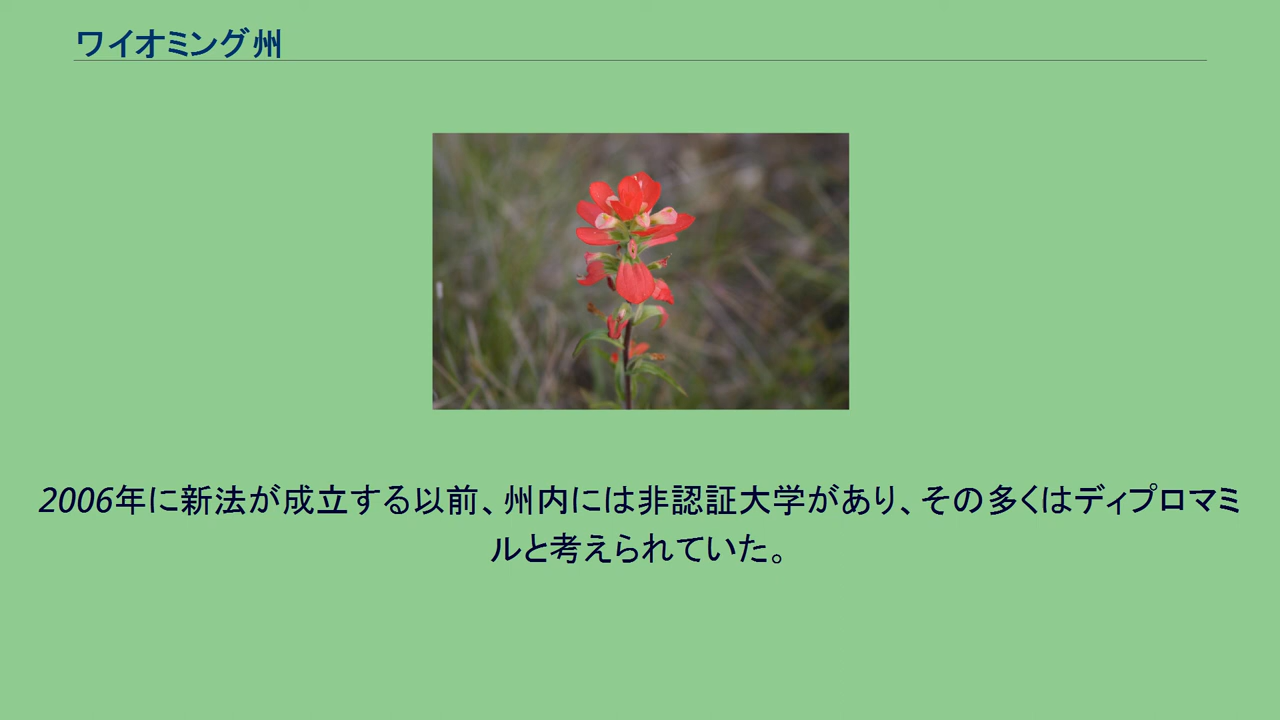 ワイオミング州
2006年に新法が成立する以前、州内には非認証大学があり、その多くはディプロマミ
ルと考えられていた。